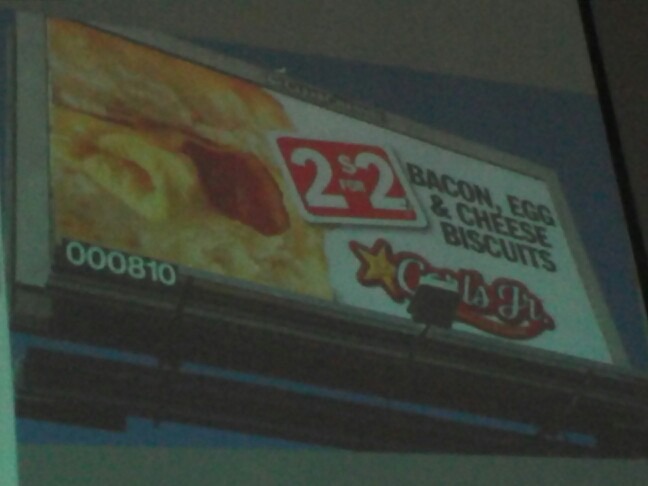 2 FOR $2
BACON, EGG
& CHEESE
BISCUITS
Carl's Jr.
000810